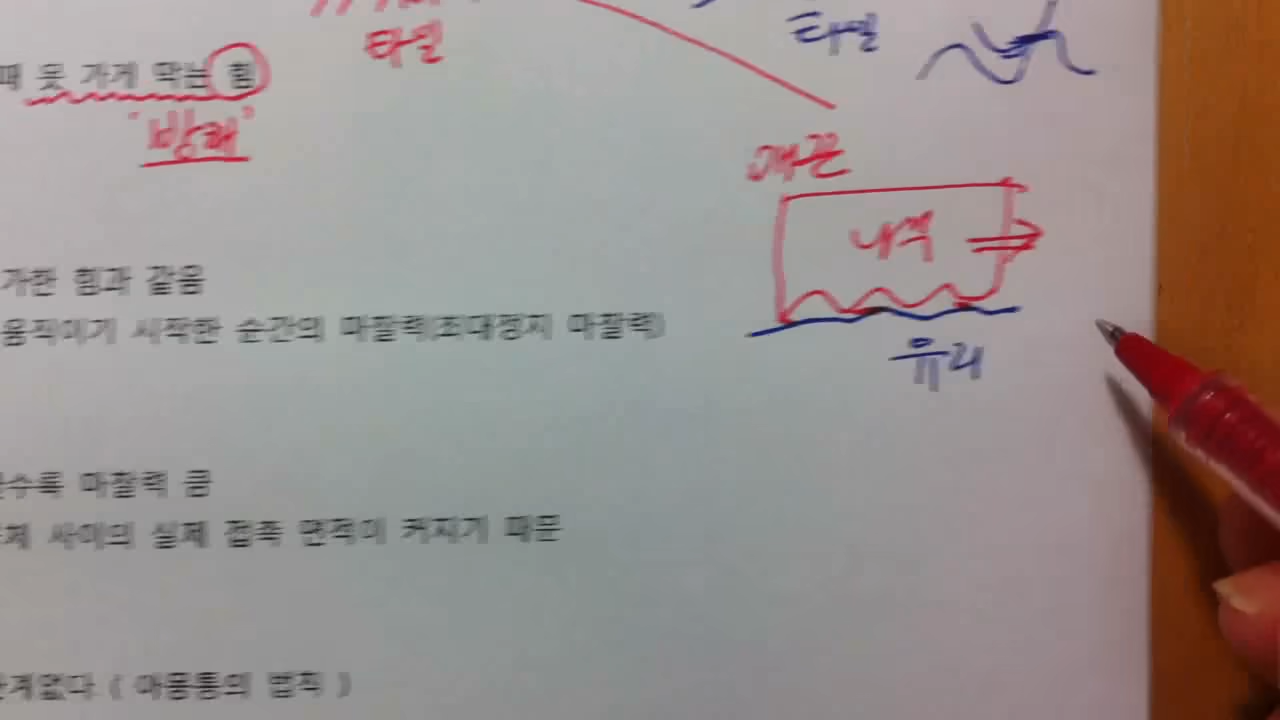 타일
타일
때 못 가게 막는 힘
"방해"
매끈
나무
가한 힘과 같음
움직이기 시작한 순간의 마찰력(최대정지 마찰력)
유리
수록 마찰력 큼
물체 사이의 실제 접촉 면적이 커지기 때문
관계없다 ( 아몽통의 법칙 )